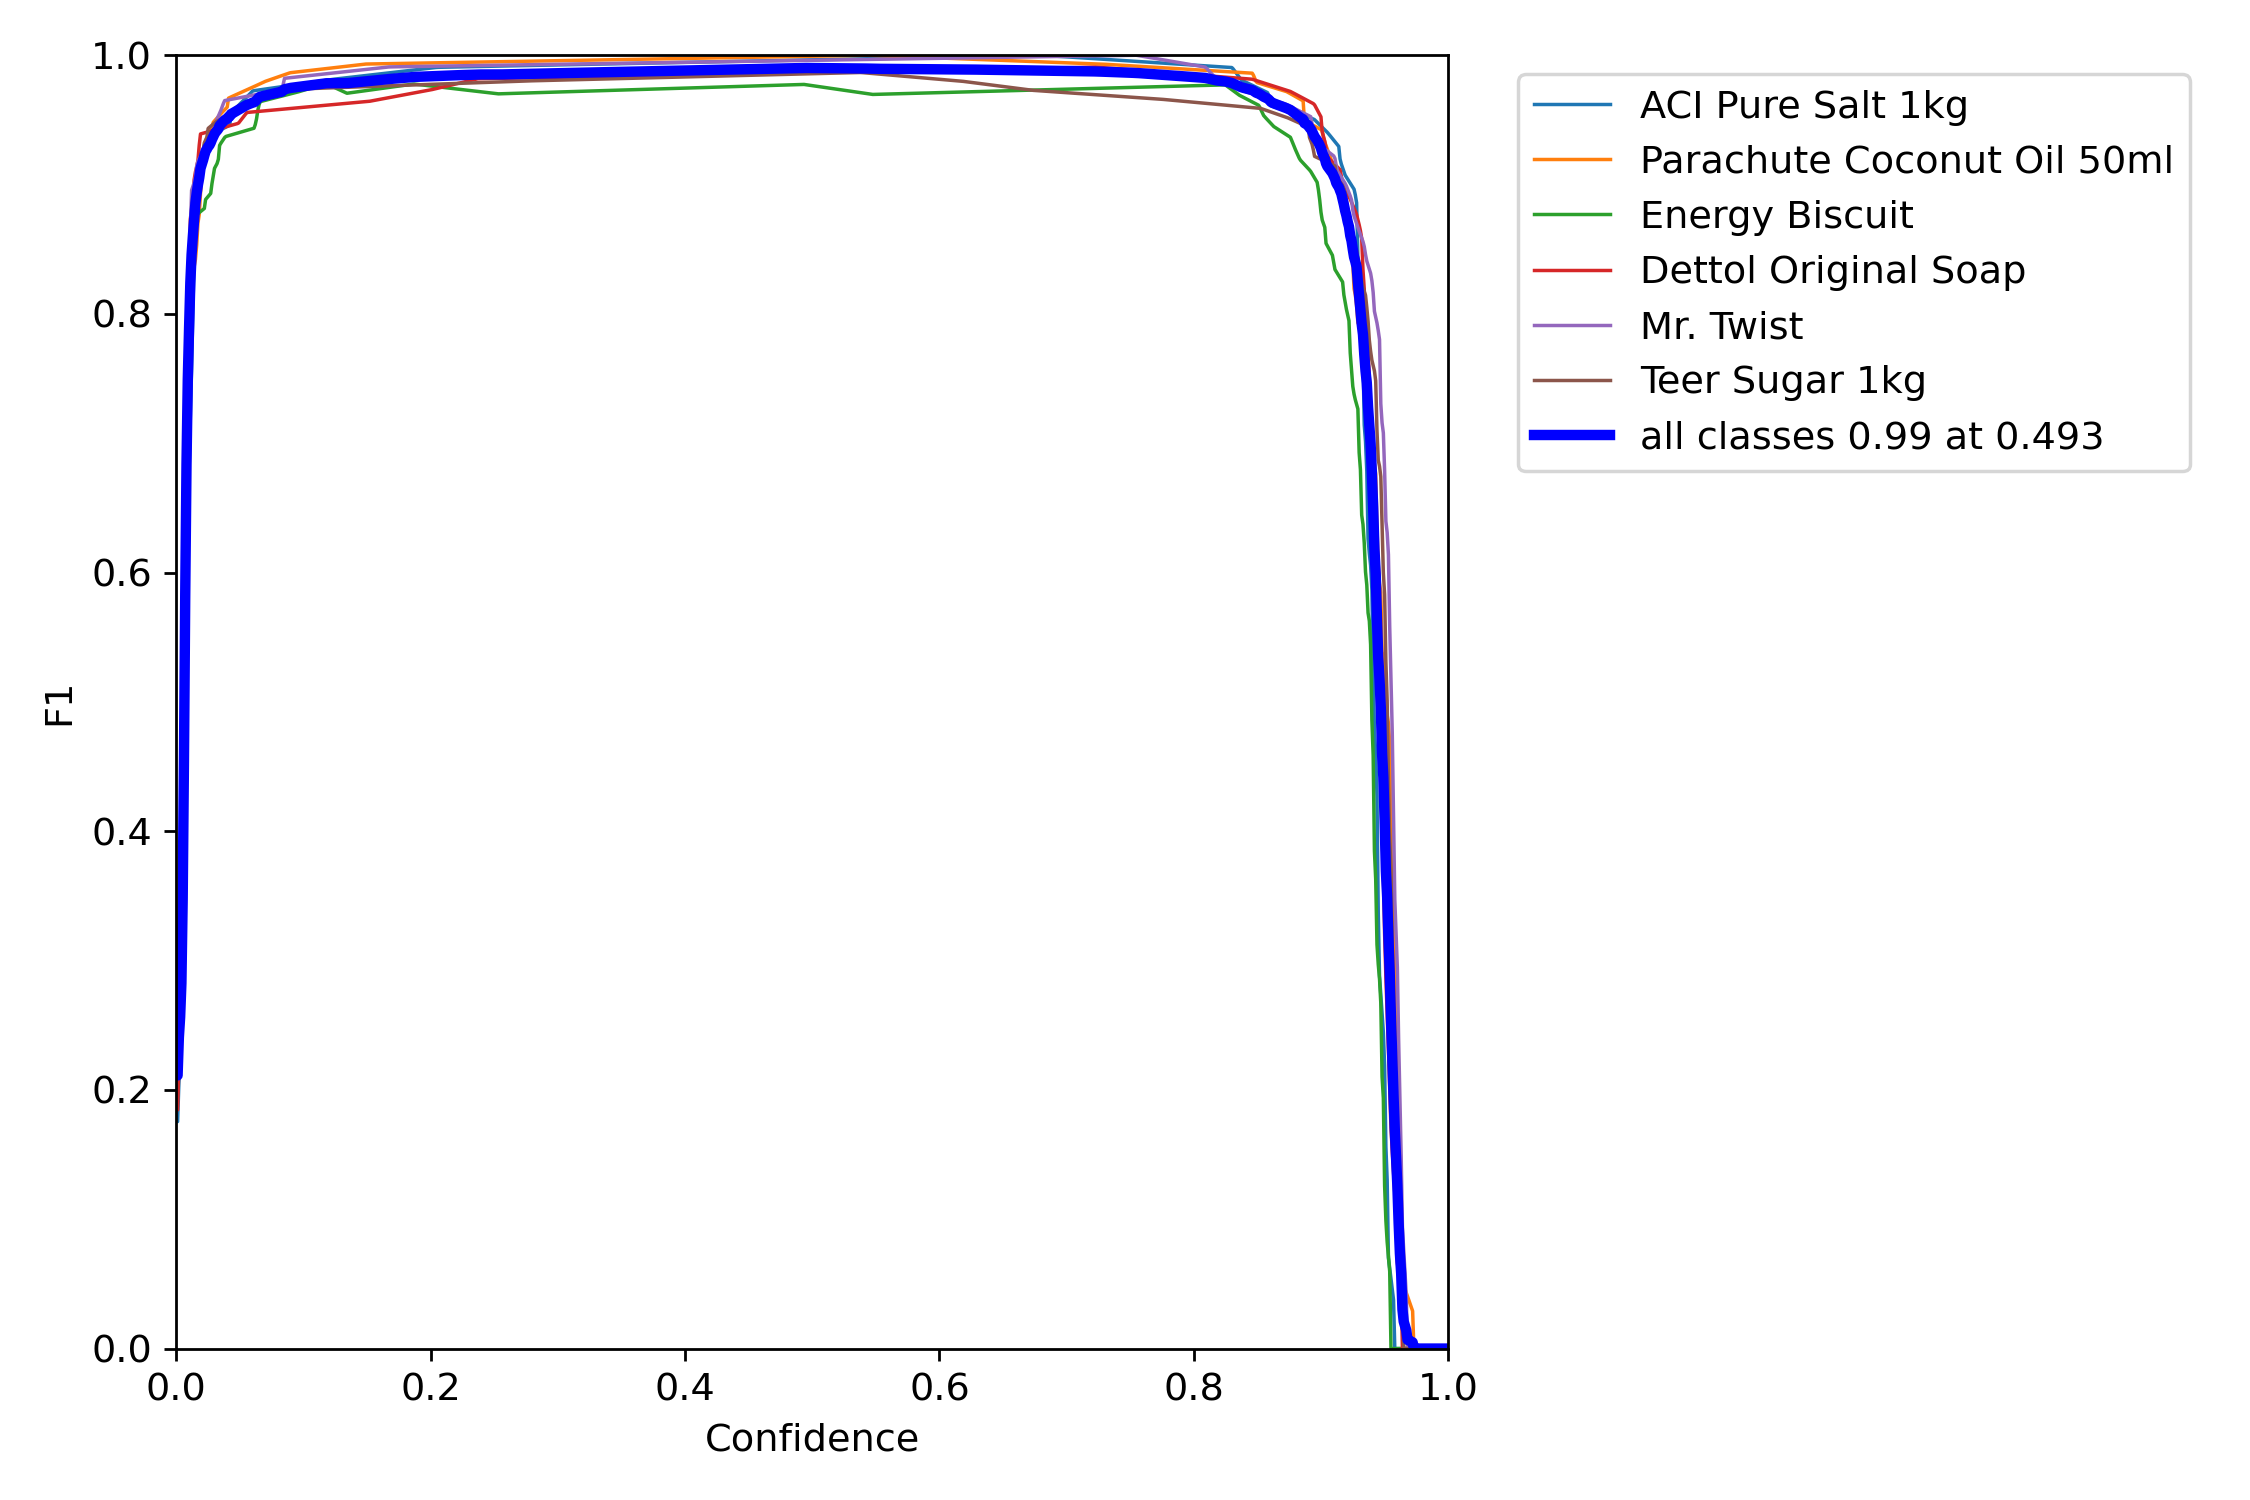 1.0
0.8
0.6
0.4
0.2
0.0
F1
0.0 0.2 0.4 0.6 0.8 1.0
Confidence
ACI Pure Salt 1kg
Parachute Coconut Oil 50ml
Energy Biscuit
Dettol Original Soap
Mr. Twist
Teer Sugar 1kg
all classes 0.99 at 0.493